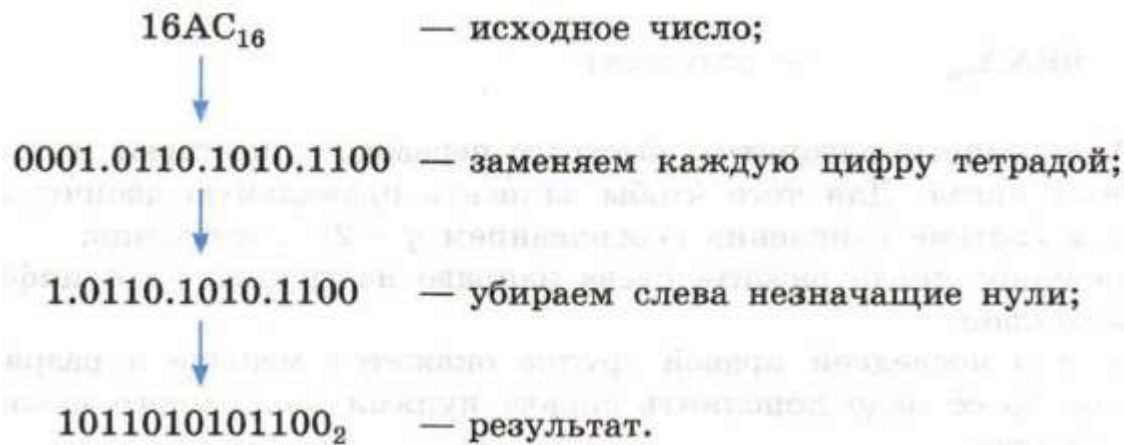 16AC₁₆ — исходное число;
0001.0110.1010.1100 — заменяем каждую цифру тетрадой;
1.0110.1010.1100 — убираем слева незначащие нули;
1011010101100₂ — результат.